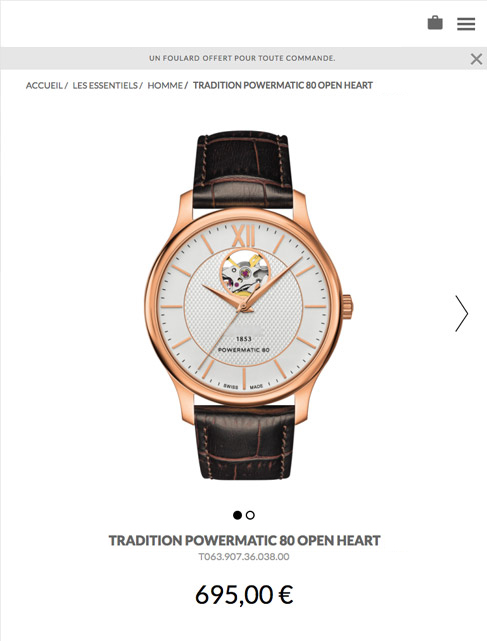 UN FOULARD OFFERT POUR TOUTE COMMANDE.
ACCUEIL / LES ESSENTIELS / HOMME / TRADITION POWERMATIC 80 OPEN HEART
XII
1853
POWERMATIC 80
SWISS MADE
TRADITION POWERMATIC 80 OPEN HEART
T063.907.36.038.00
695,00 €